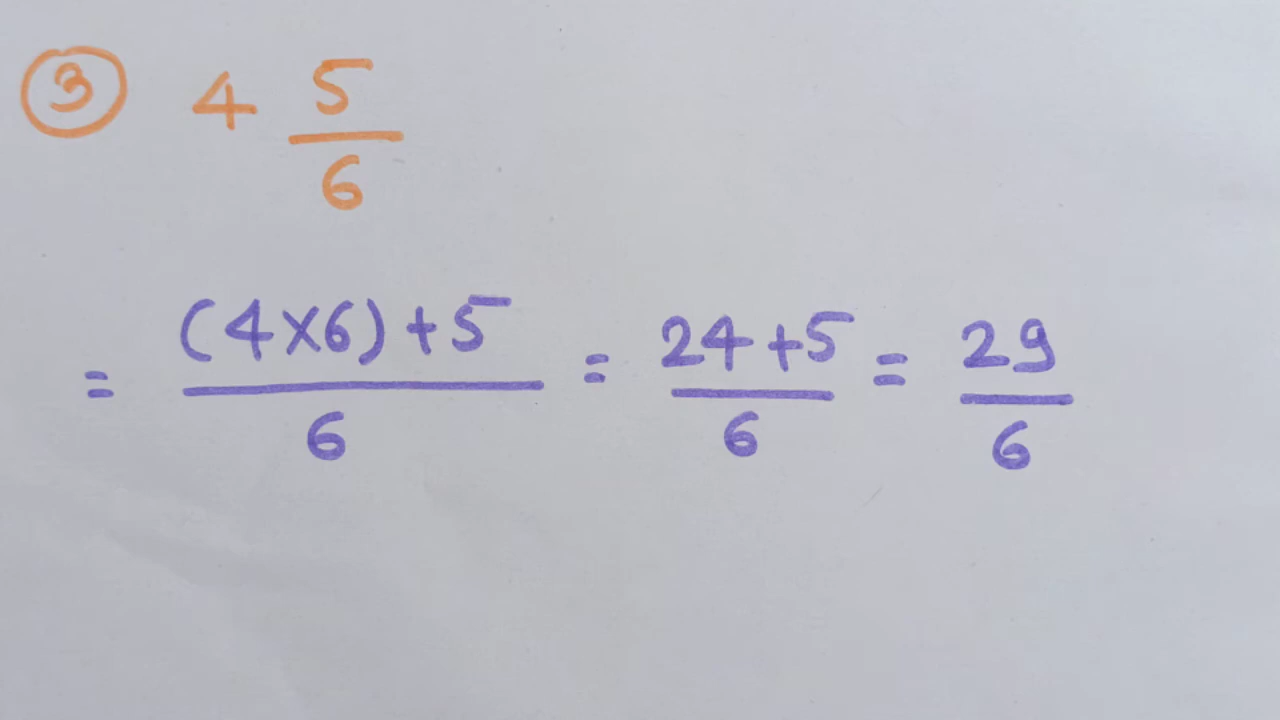 ③ 4 5/6
= (4×6)+5/6 = 24+5/6 = 29/6